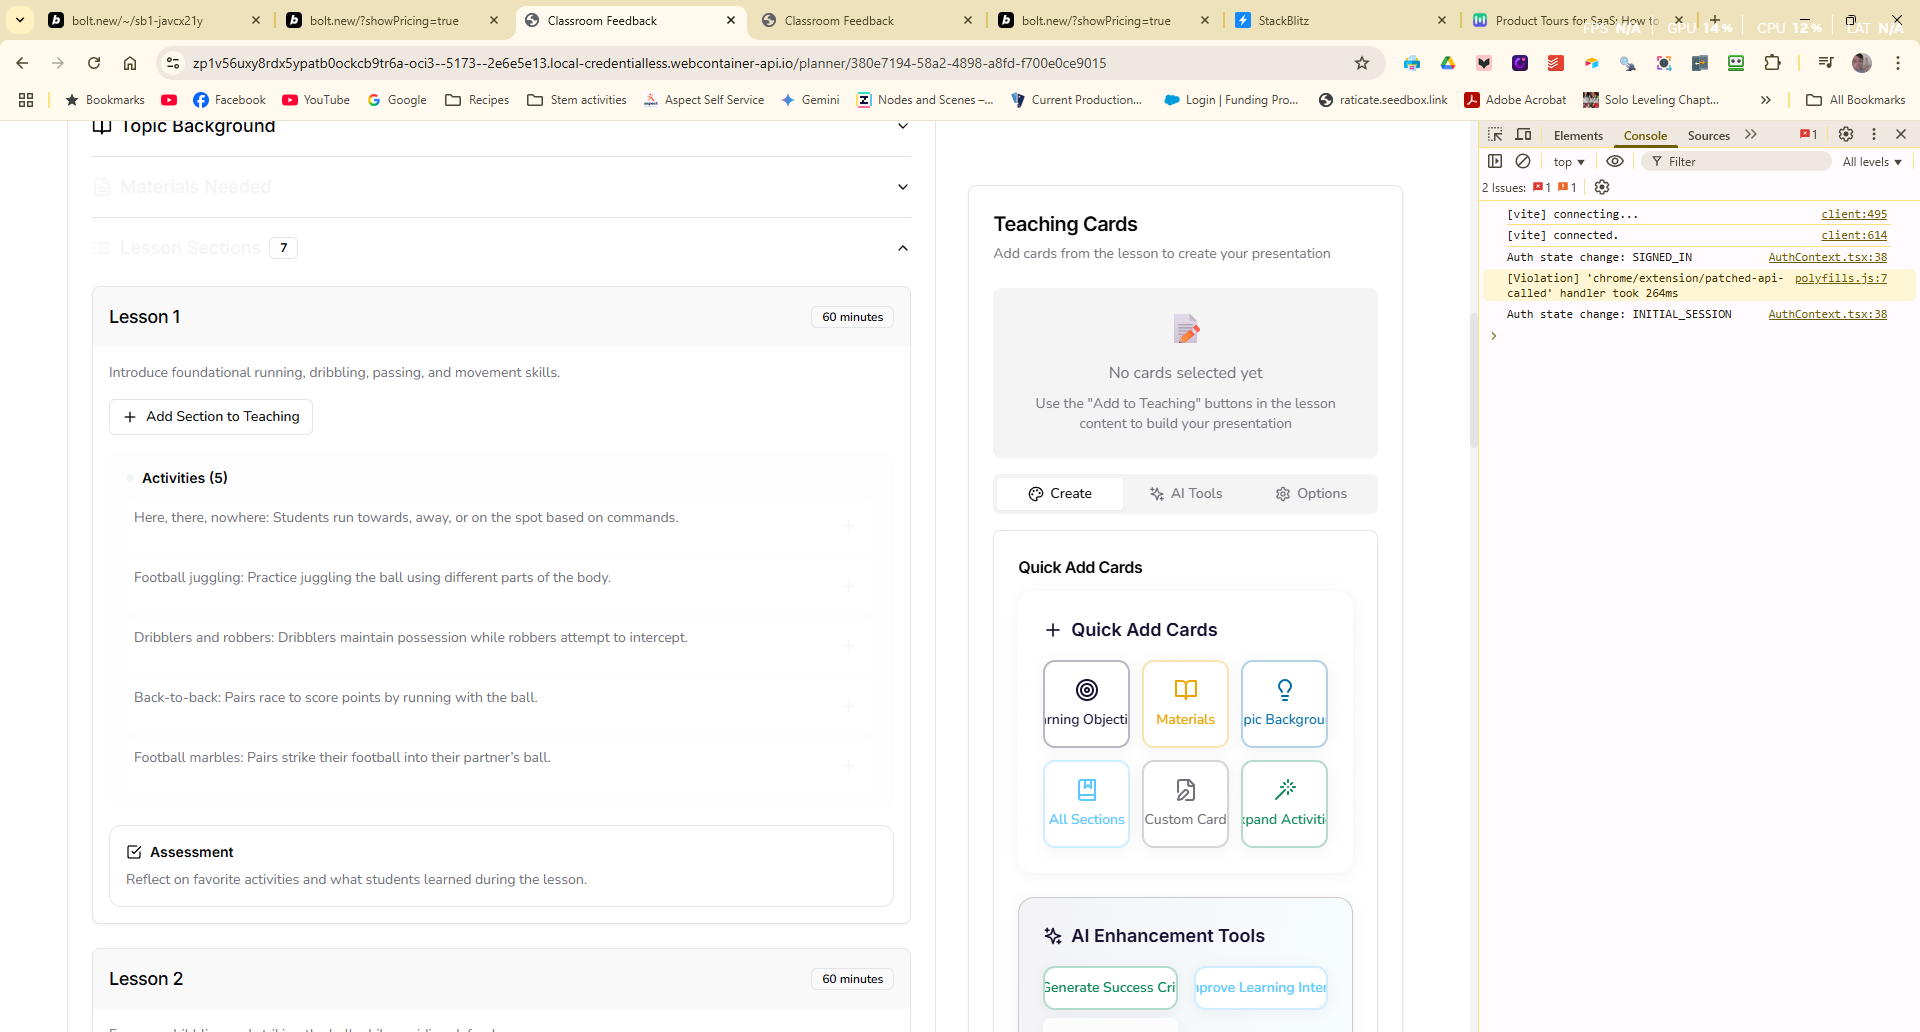 bolt.new/~/sb1-javcx21y
bolt.new/?showPricing=true
Classroom Feedback
Classroom Feedback
bolt.new/?showPricing=true
StackBlitz
Product Tours for SaaS: How to
FPS N/A GPU 14 % CPU 12 % LAT N/A
zp1v56uxy8rdx5ypatb0ockcb9tr6a-oci3--5173--2e6e5e13.local-credentialless.webcontainer-api.io/planner/380e7194-58a2-4898-a8fd-f700e0ce9015
Bookmarks
Facebook
YouTube
Google
Recipes
Stem activities
Aspect Self Service
Gemini
Nodes and Scenes –...
Current Production...
Login | Funding Pro...
raticate.seedbox.link
Adobe Acrobat
Solo Leveling Chapt...
All Bookmarks
Topic Background
Materials Needed
Lesson Sections 7
Lesson 1
60 minutes
Introduce foundational running, dribbling, passing, and movement skills.
Add Section to Teaching
Activities (5)
Here, there, nowhere: Students run towards, away, or on the spot based on commands.
Football juggling: Practice juggling the ball using different parts of the body.
Dribblers and robbers: Dribblers maintain possession while robbers attempt to intercept.
Back-to-back: Pairs race to score points by running with the ball.
Football marbles: Pairs strike their football into their partner’s ball.
Assessment
Reflect on favorite activities and what students learned during the lesson.
Lesson 2
60 minutes
Teaching Cards
Add cards from the lesson to create your presentation
No cards selected yet
Use the "Add to Teaching" buttons in the lesson
content to build your presentation
Create
AI Tools
Options
Quick Add Cards
Quick Add Cards
rning Objecti
Materials
pic Backgrou
All Sections
Custom Card
xpand Activiti
AI Enhancement Tools
Generate Success Cri
nprove Learning Inter
Elements
Console
Sources
1
top
Filter
All levels
2 Issues: 1 1
[vite] connecting... client:495
[vite] connected. client:614
Auth state change: SIGNED_IN AuthContext.tsx:38
[Violation] 'chrome/extension/patched-api- polyfills.js:7
called' handler took 264ms
Auth state change: INITIAL_SESSION AuthContext.tsx:38